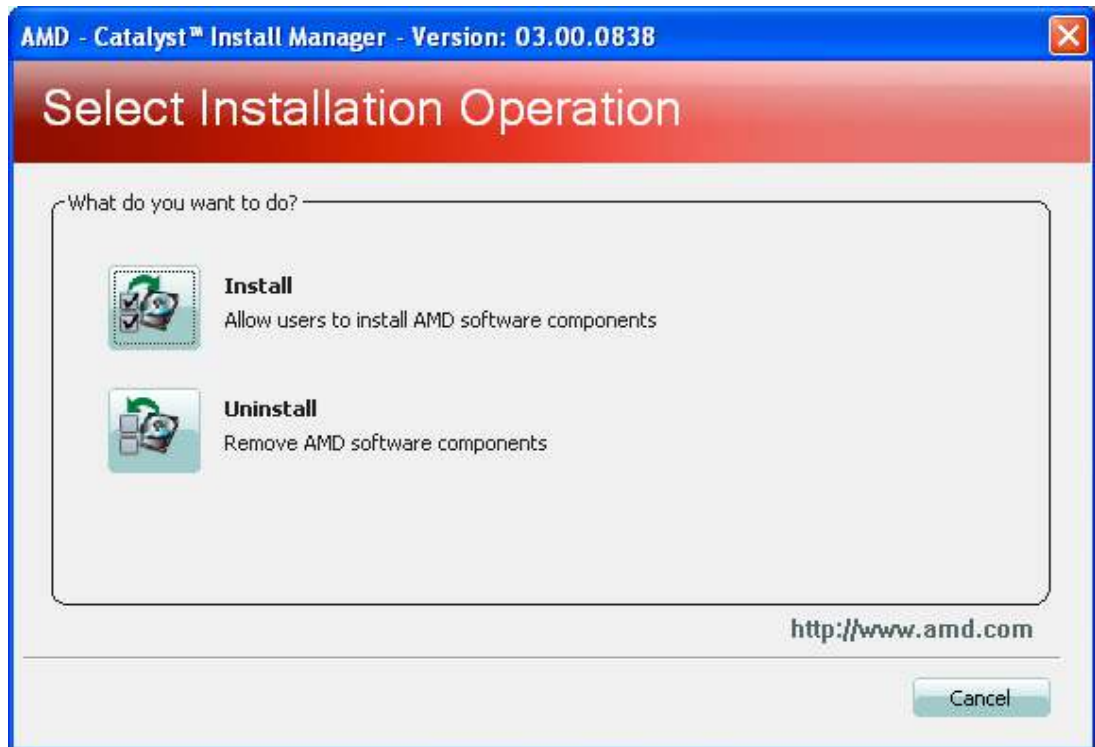 AMD - Catalyst™ Install Manager - Version: 03.00.0838
Select Installation Operation
What do you want to do?
Install
Allow users to install AMD software components
Uninstall
Remove AMD software components
http://www.amd.com
Cancel